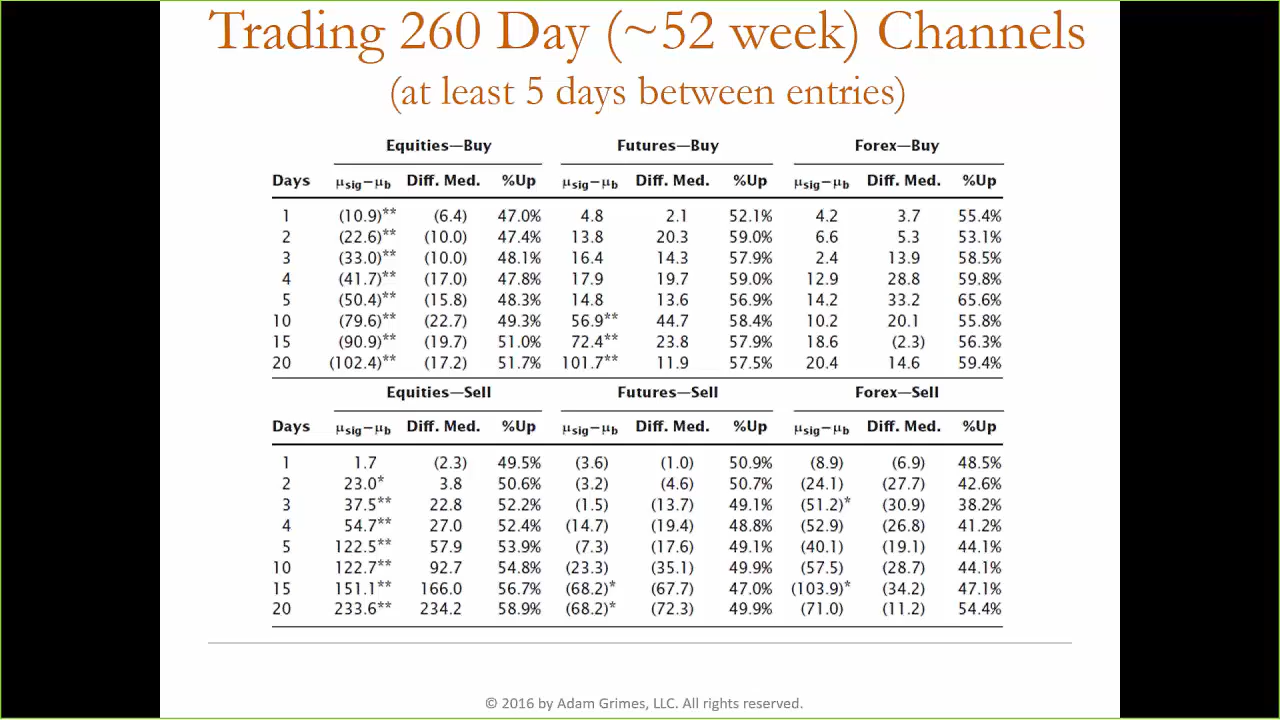 Trading 260 Day (~52 week) Channels
(at least 5 days between entries)
Equities—Buy Futures—Buy Forex—Buy
Days μsig−μb Diff. Med. %Up μsig−μb Diff. Med. %Up μsig−μb Diff. Med. %Up
1 (10.9)** (6.4) 47.0% 4.8 2.1 52.1% 4.2 3.7 55.4%
2 (22.6)** (10.0) 47.4% 13.8 20.3 59.0% 6.6 5.3 53.1%
3 (33.0)** (10.0) 48.1% 16.4 14.3 57.9% 2.4 13.9 58.5%
4 (41.7)** (17.0) 47.8% 17.9 19.7 59.0% 12.9 28.8 59.8%
5 (50.4)** (15.8) 48.3% 14.8 13.6 56.9% 14.2 33.2 65.6%
10 (79.6)** (22.7) 49.3% 56.9** 44.7 58.4% 10.2 20.1 55.8%
15 (90.9)** (19.7) 51.0% 72.4** 23.8 57.9% 18.6 (2.3) 56.3%
20 (102.4)** (17.2) 51.7% 101.7** 11.9 57.5% 20.4 14.6 59.4%
Equities—Sell Futures—Sell Forex—Sell
Days μsig−μb Diff. Med. %Up μsig−μb Diff. Med. %Up μsig−μb Diff. Med. %Up
1 1.7 (2.3) 49.5% (3.6) (1.0) 50.9% (8.9) (6.9) 48.5%
2 23.0* 3.8 50.6% (3.2) (4.6) 50.7% (24.1) (27.7) 42.6%
3 37.5** 22.8 52.2% (1.5) (13.7) 49.1% (51.2)* (30.9) 38.2%
4 54.7** 27.0 52.4% (14.7) (19.4) 48.8% (52.9) (26.8) 41.2%
5 122.5** 57.9 53.9% (7.3) (17.6) 49.1% (40.1) (19.1) 44.1%
10 122.7** 92.7 54.8% (23.3) (35.1) 49.9% (57.5) (28.7) 44.1%
15 151.1** 166.0 56.7% (68.2)* (67.7) 47.0% (103.9)* (34.2) 47.1%
20 233.6** 234.2 58.9% (68.2)* (72.3) 49.9% (71.0) (11.2) 54.4%
© 2016 by Adam Grimes, LLC. All rights reserved.